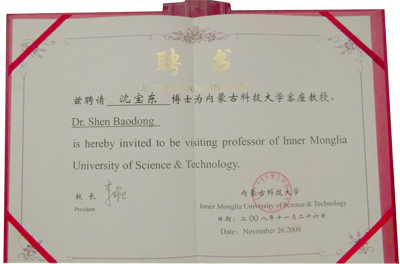 聘书
兹聘请 沈宝东 博士为内蒙古科技大学客座教授。
Dr. Shen Baodong
is hereby invited to be visiting professor of Inner Monglia
University of Science & Technology.
校长
President
内蒙古科技大学
Inner Monglia University of Science & Technology
日期：二00八年十一月二十六日
Date: November 26,2008